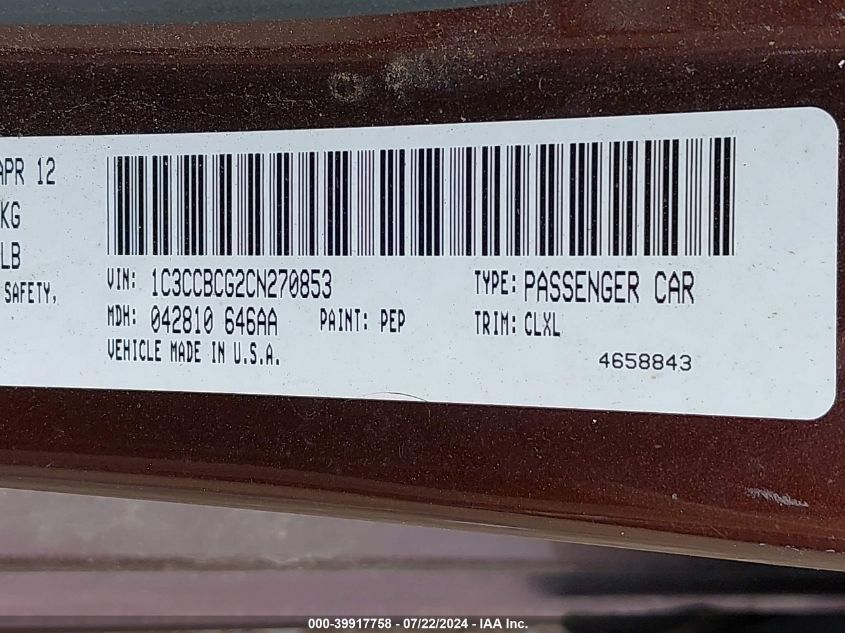 APR 12
KG
LB
SAFETY,
VIN: 1C3CCBCG2CN270853 TYPE: PASSENGER CAR
MDH: 042810 646AA PAINT: PEP TRIM: CLXL
VEHICLE MADE IN U.S.A. 4658843
000-39917758 - 07/22/2024 - IAA Inc.